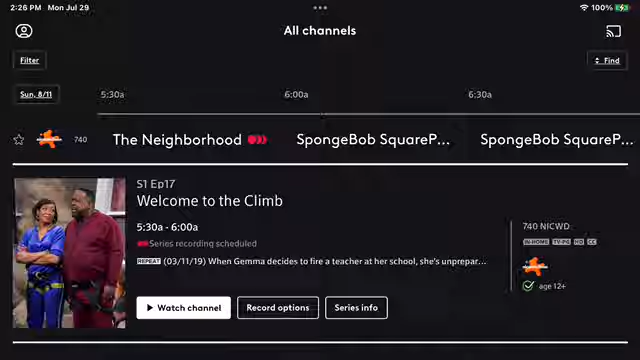 2:26 PM Mon Jul 29
100%
All channels
Filter
Find
Sun, 8/11
5:30a
6:00a
6:30a
740
The Neighborhood
SpongeBob SquareP...
SpongeBob SquareP...
S1 Ep17
Welcome to the Climb
5:30a - 6:00a
Series recording scheduled
REPEAT (03/11/19) When Gemma decides to fire a teacher at her school, she's unprepar...
740 NICWD
IN-HOME TV-PG HD CC
age 12+
Watch channel
Record options
Series info